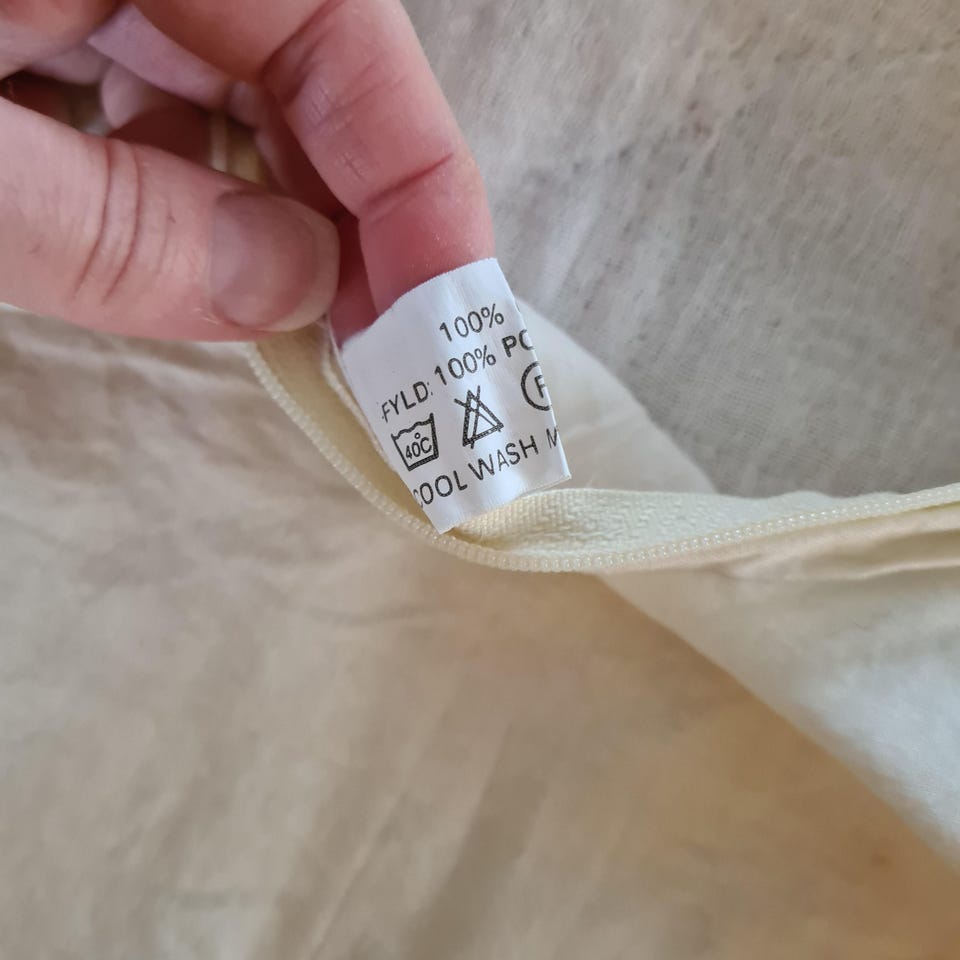 100%
FYLD: 100% PO
40°C P
COOL WASH M